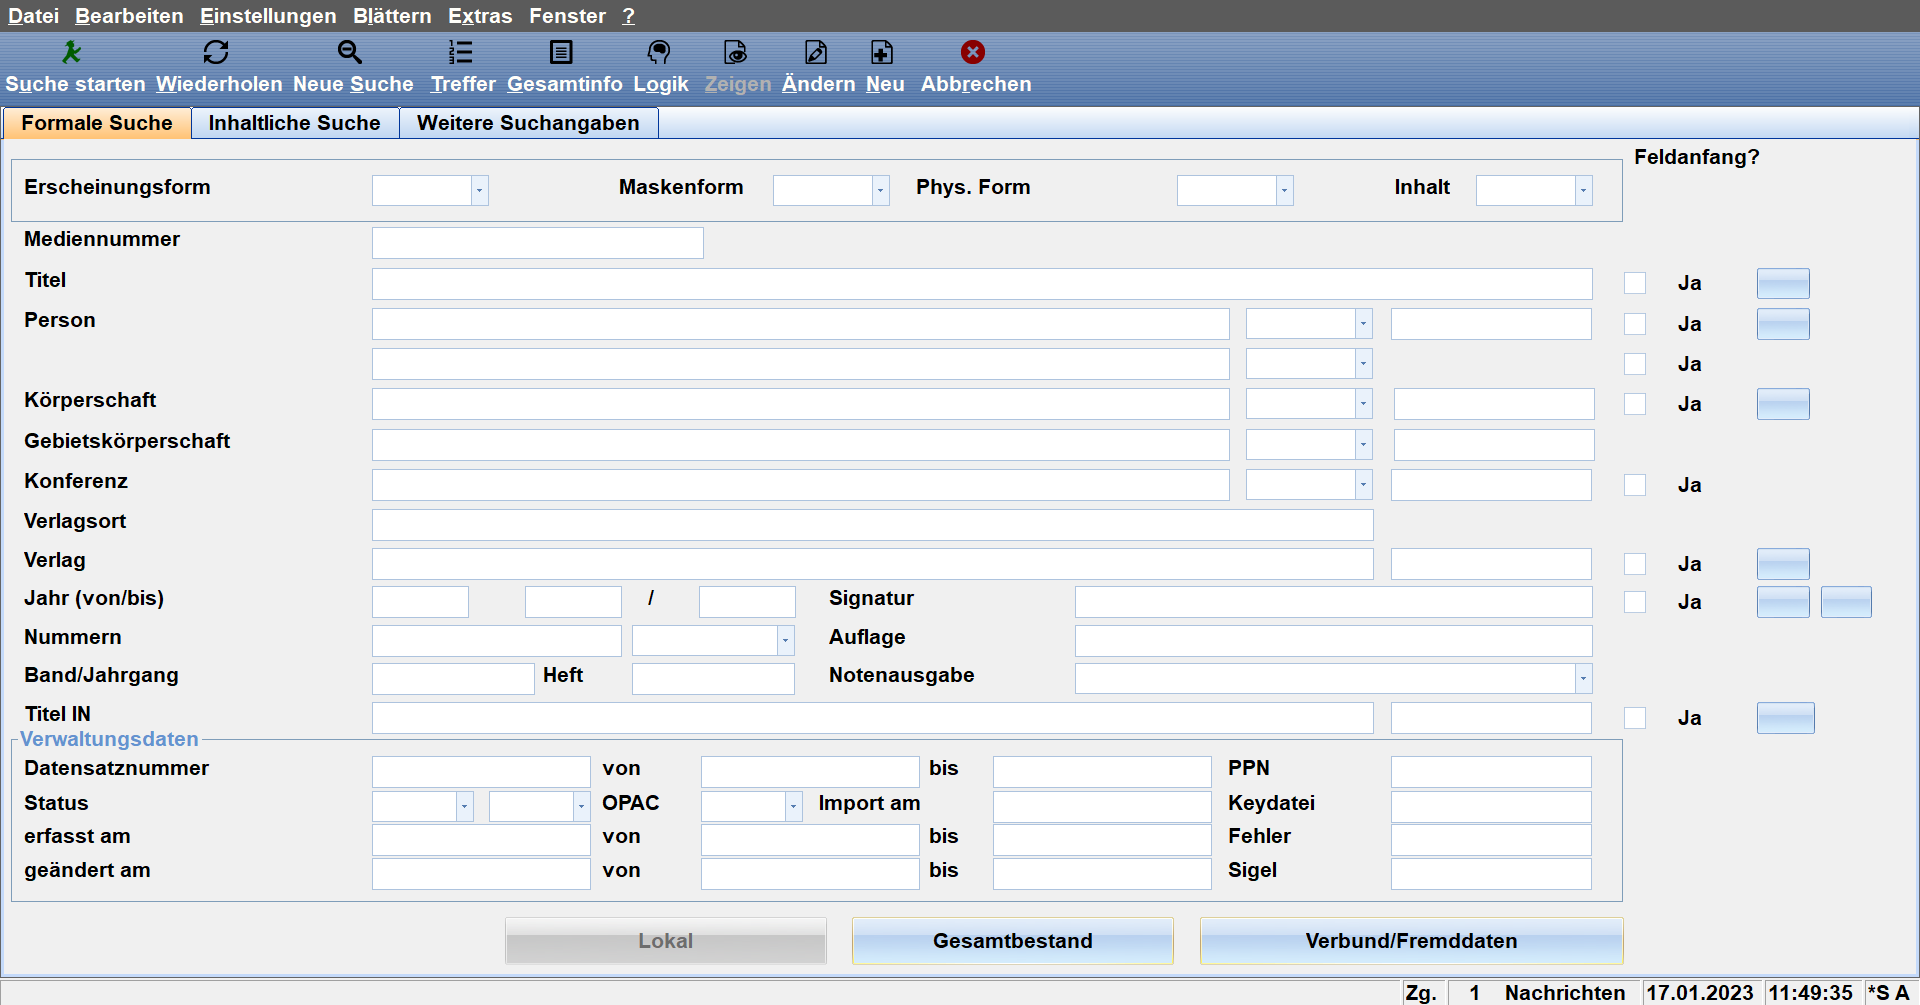 Datei Bearbeiten Einstellungen Blättern Extras Fenster ?
Suche starten Wiederholen Neue Suche Treffer Gesamtinfo Logik Zeigen Ändern Neu Abbrechen
Formale Suche Inhaltliche Suche Weitere Suchangaben
Feldanfang?
Erscheinungsform Maskenform Phys. Form Inhalt
Mediennummer
Titel Ja
Person Ja
Ja
Körperschaft Ja
Gebietskörperschaft
Konferenz Ja
Verlagsort
Verlag Ja
Jahr (von/bis) / Signatur Ja
Nummern Auflage
Band/Jahrgang Heft Notenausgabe
Titel IN Ja
Verwaltungsdaten
Datensatznummer von bis PPN
Status OPAC Import am Keydatei
erfasst am von bis Fehler
geändert am von bis Sigel
Lokal Gesamtbestand Verbund/Fremddaten
Zg. 1 Nachrichten 17.01.2023 11:49:35 *S A